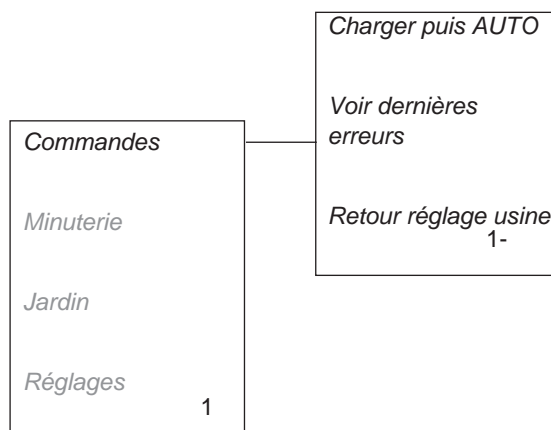 Commandes
Minuterie
Jardin
Réglages
1
Charger puis AUTO
Voir dernières
erreurs
Retour réglage usine
1-